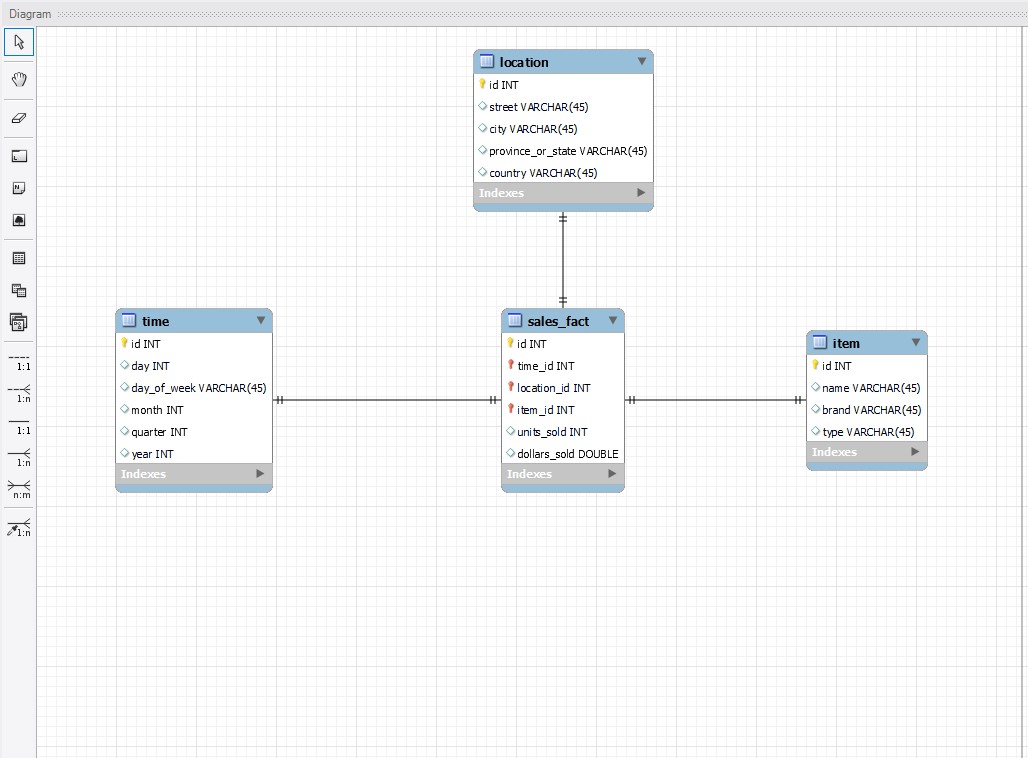 Diagram
location
id INT
street VARCHAR(45)
city VARCHAR(45)
province_or_state VARCHAR(45)
country VARCHAR(45)
Indexes
time
id INT
day INT
day_of_week VARCHAR(45)
month INT
quarter INT
year INT
Indexes
sales_fact
id INT
time_id INT
location_id INT
item_id INT
units_sold INT
dollars_sold DOUBLE
Indexes
item
id INT
name VARCHAR(45)
brand VARCHAR(45)
type VARCHAR(45)
Indexes
1:1
1:n
1:1
1:n
n:m
1:n